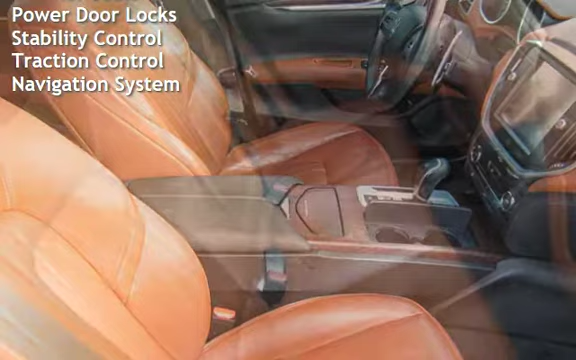 Power Door Locks
Stability Control
Traction Control
Navigation System